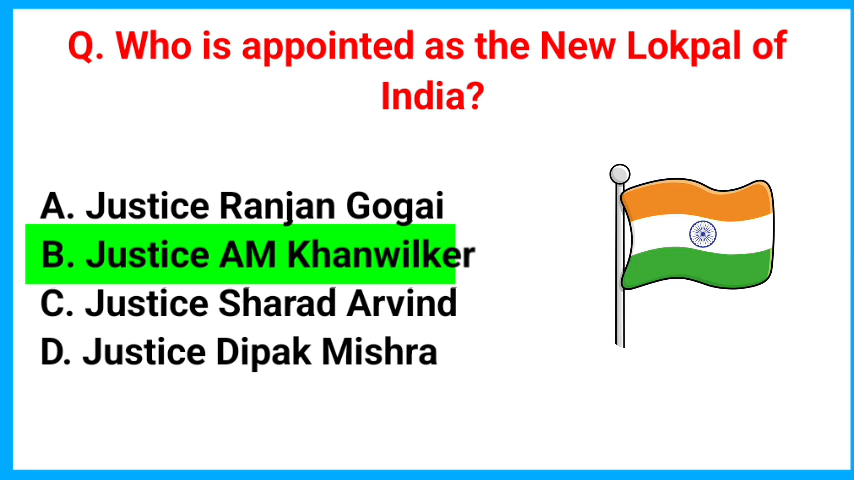 Q. Who is appointed as the New Lokpal of
India?
A. Justice Ranjan Gogai
B. Justice AM Khanwilker
C. Justice Sharad Arvind
D. Justice Dipak Mishra